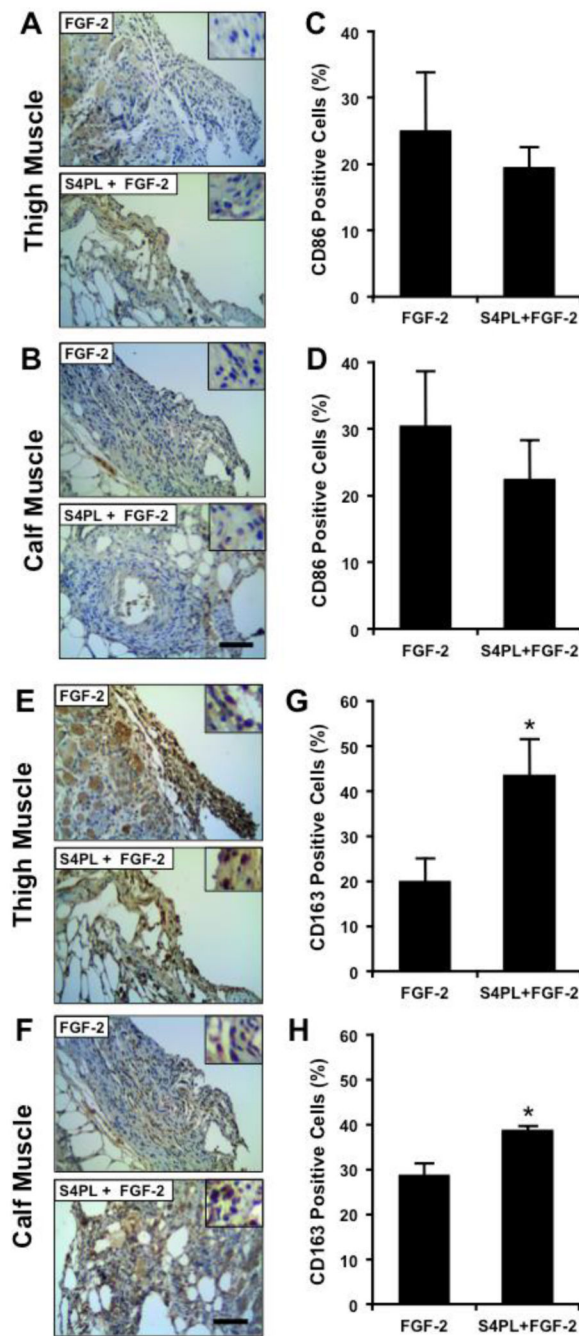 A
FGF-2
S4PL + FGF-2
Thigh Muscle
C
CD86 Positive Cells (%)
40
30
20
10
0
FGF-2
S4PL+FGF-2
B
FGF-2
S4PL + FGF-2
Calf Muscle
D
CD86 Positive Cells (%)
40
30
20
10
0
FGF-2
S4PL+FGF-2
E
FGF-2
S4PL + FGF-2
Thigh Muscle
G
CD163 Positive Cells (%)
60
50
40
30
20
10
0
*
FGF-2
S4PL+FGF-2
F
FGF-2
S4PL + FGF-2
Calf Muscle
H
CD163 Positive Cells (%)
60
50
40
30
20
10
0
*
FGF-2
S4PL+FGF-2